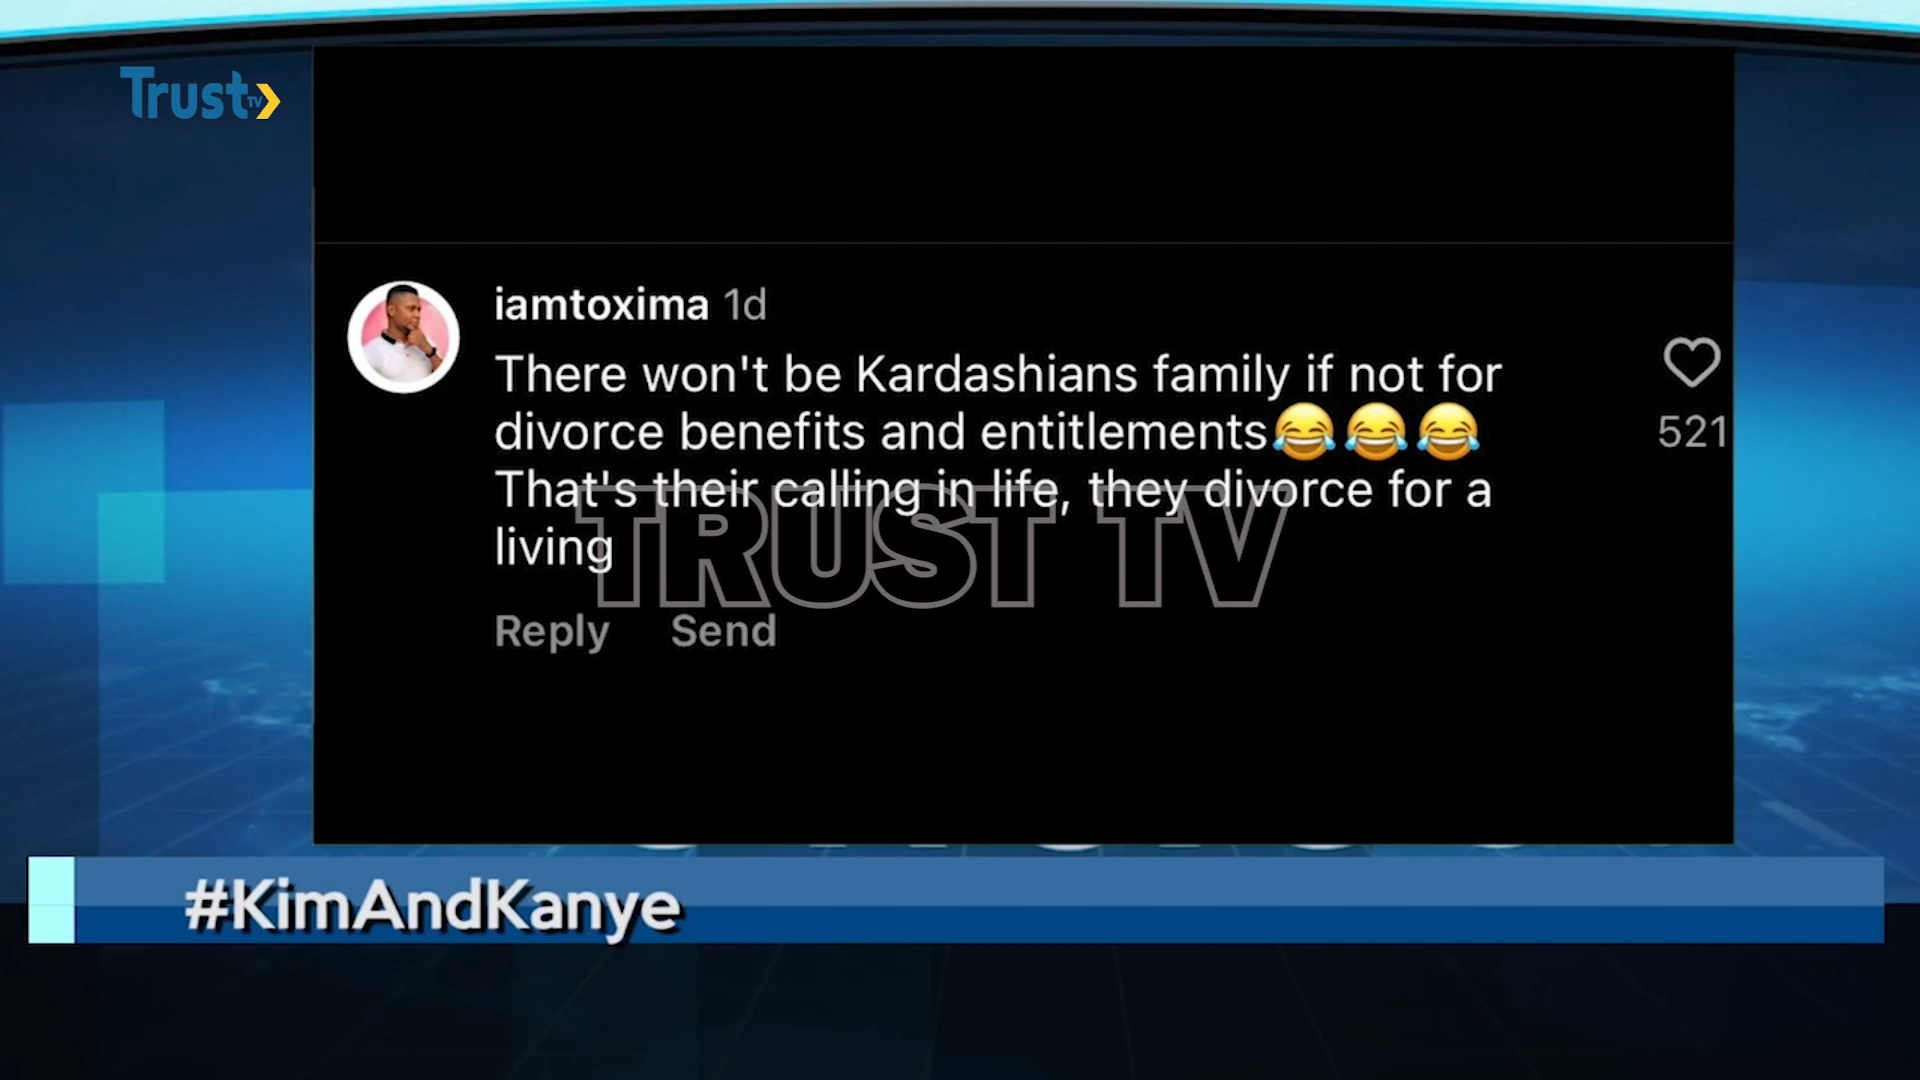 Trust TV
iamtoxima 1d
There won't be Kardashians family if not for
divorce benefits and entitlements😂😂😂
That's their calling in life, they divorce for a
living
521
TRUST TV
Reply Send
#KimAndKanye